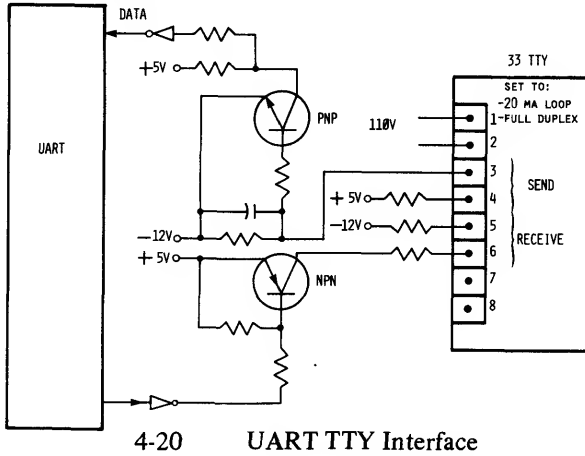 DATA
+5V
33 TTY
SET TO:
-20 MA LOOP
-FULL DUPLEX
110V
PNP
UART
1
2
3
4
5
6
7
8
SEND
RECEIVE
+5V
-12V
-12V
+5V
NPN
4-20 UART TTY Interface